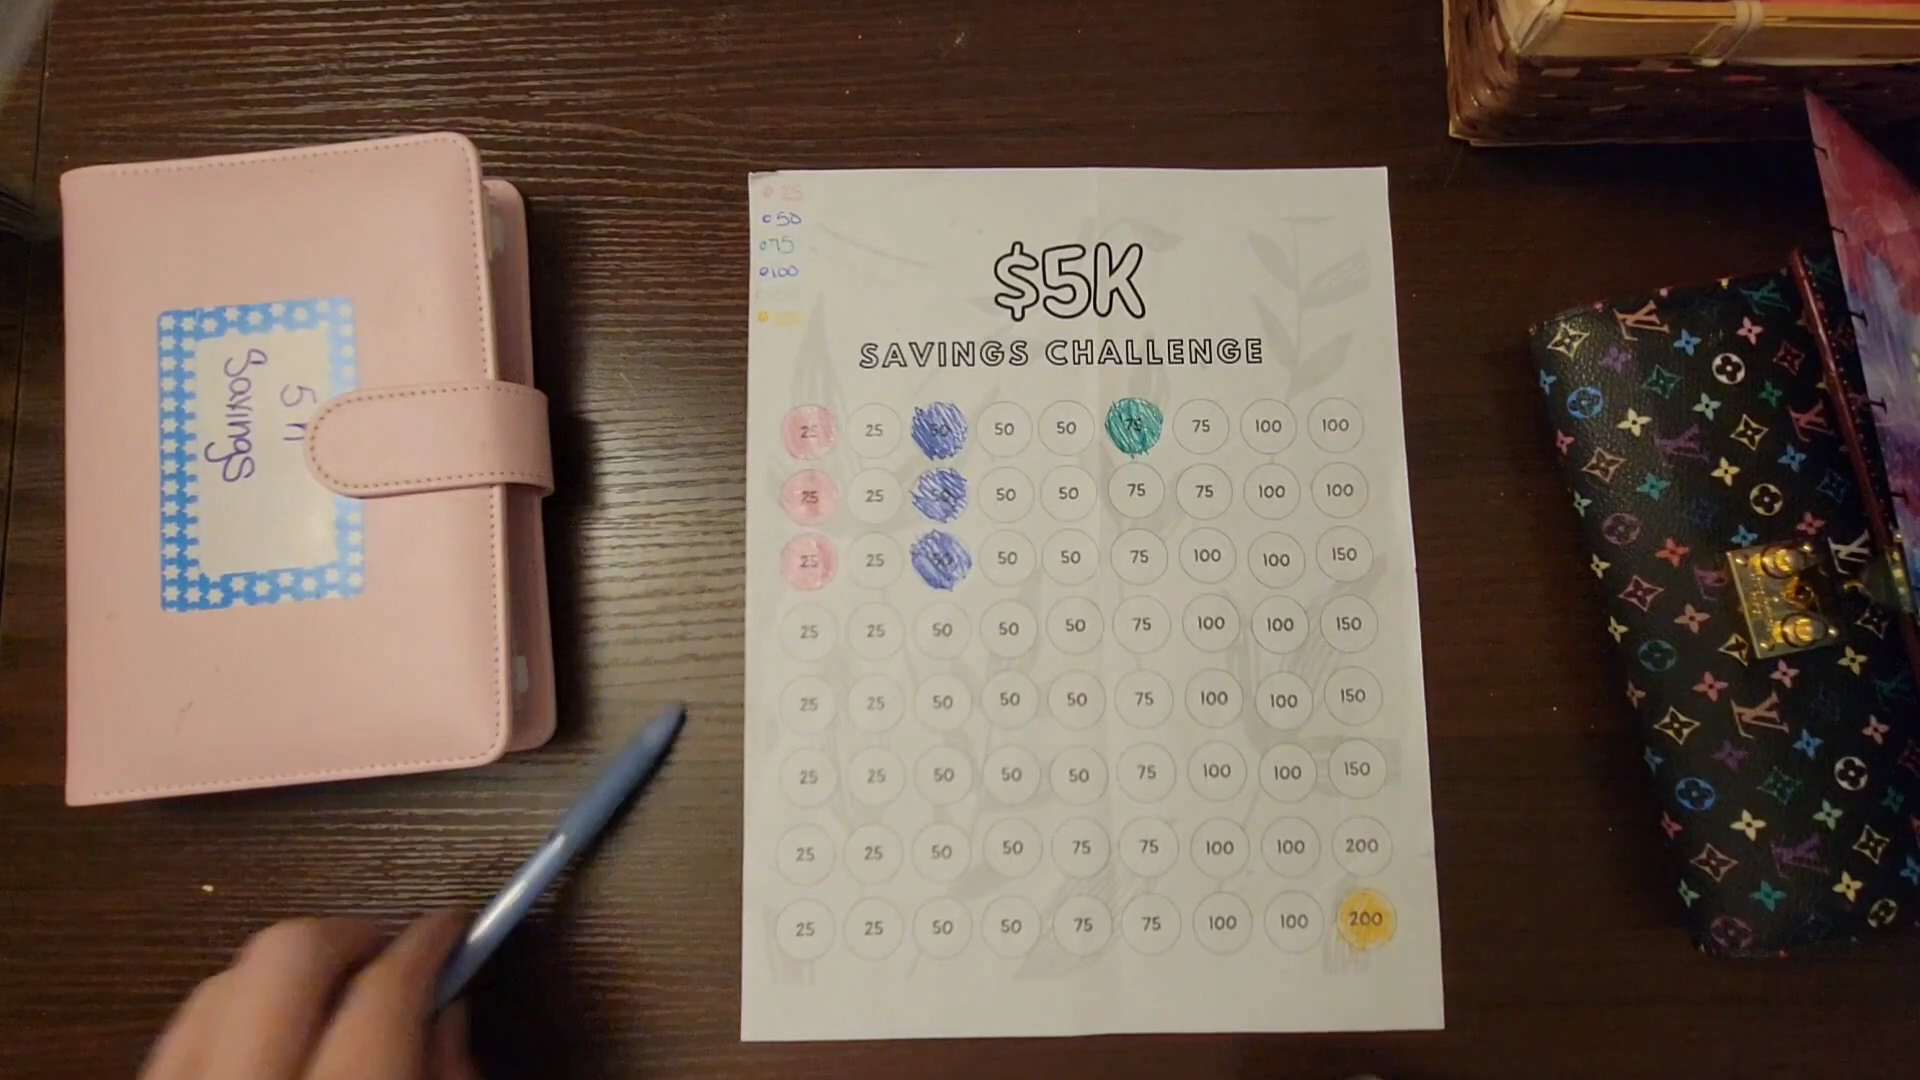 25
50
75
100
$5K
SAVINGS CHALLENGE
25 25 50 50 50 75 75 100 100
25 25 50 50 50 75 75 100 100
25 25 50 50 50 75 100 100 150
25 25 50 50 50 75 100 100 150
25 25 50 50 50 75 100 100 150
25 25 50 50 50 75 100 100 150
25 25 50 50 75 75 100 100 200
25 25 50 50 75 75 100 100 200
Savings